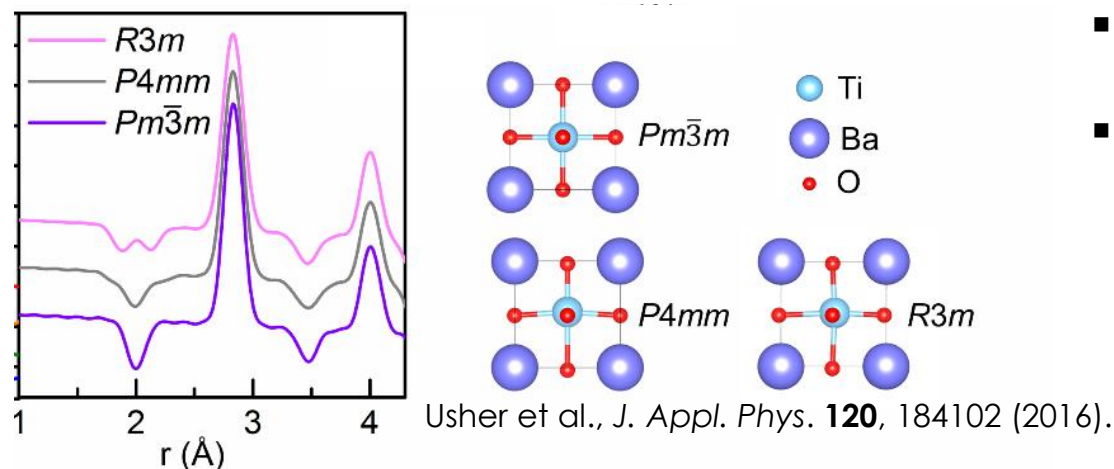 R3m
P4mm
Pm3̅m
1 2 3 4
r (Å)
Pm3̅m
Ti
Ba
O
P4mm
R3m
Usher et al., J. Appl. Phys. 120, 184102 (2016).